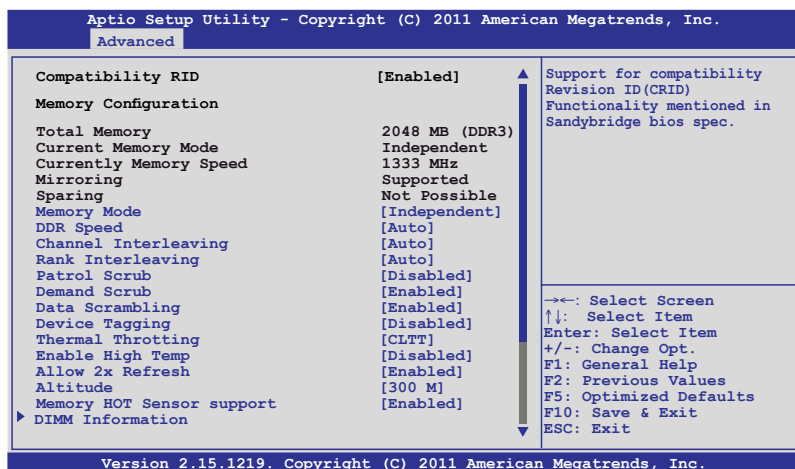 Aptio Setup Utility - Copyright (C) 2011 American Megatrends, Inc.
Advanced
Compatibility RID [Enabled]
Memory Configuration
Total Memory 2048 MB (DDR3)
Current Memory Mode Independent
Currently Memory Speed 1333 MHz
Mirroring Supported
Sparing Not Possible
Memory Mode [Independent]
DDR Speed [Auto]
Channel Interleaving [Auto]
Rank Interleaving [Auto]
Patrol Scrub [Disabled]
Demand Scrub [Enabled]
Data Scrambling [Enabled]
Device Tagging [Disabled]
Thermal Throtting [CLTT]
Enable High Temp [Disabled]
Allow 2x Refresh [Enabled]
Altitude [300 M]
Memory HOT Sensor support [Enabled]
DIMM Information
Support for compatibility
Revision ID(CRID)
Functionality mentioned in
Sandybridge bios spec.
→←: Select Screen
↑↓: Select Item
Enter: Select Item
+/-: Change Opt.
F1: General Help
F2: Previous Values
F5: Optimized Defaults
F10: Save & Exit
ESC: Exit
Version 2.15.1219. Copyright (C) 2011 American Megatrends, Inc.